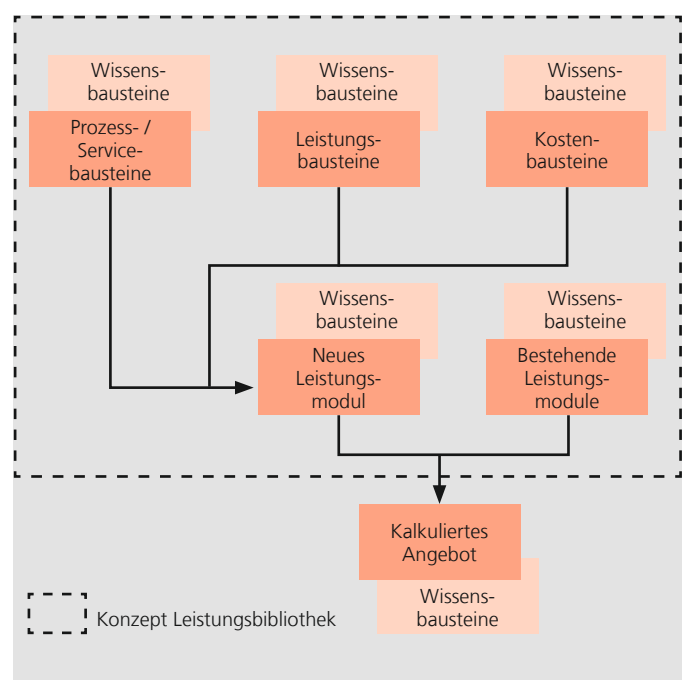 Wissens-
bausteine
Prozess- /
Service-
bausteine
Wissens-
bausteine
Leistungs-
bausteine
Wissens-
bausteine
Kosten-
bausteine
Wissens-
bausteine
Neues
Leistungs-
modul
Wissens-
bausteine
Bestehende
Leistungs-
module
Kalkuliertes
Angebot
Wissens-
bausteine
Konzept Leistungsbibliothek